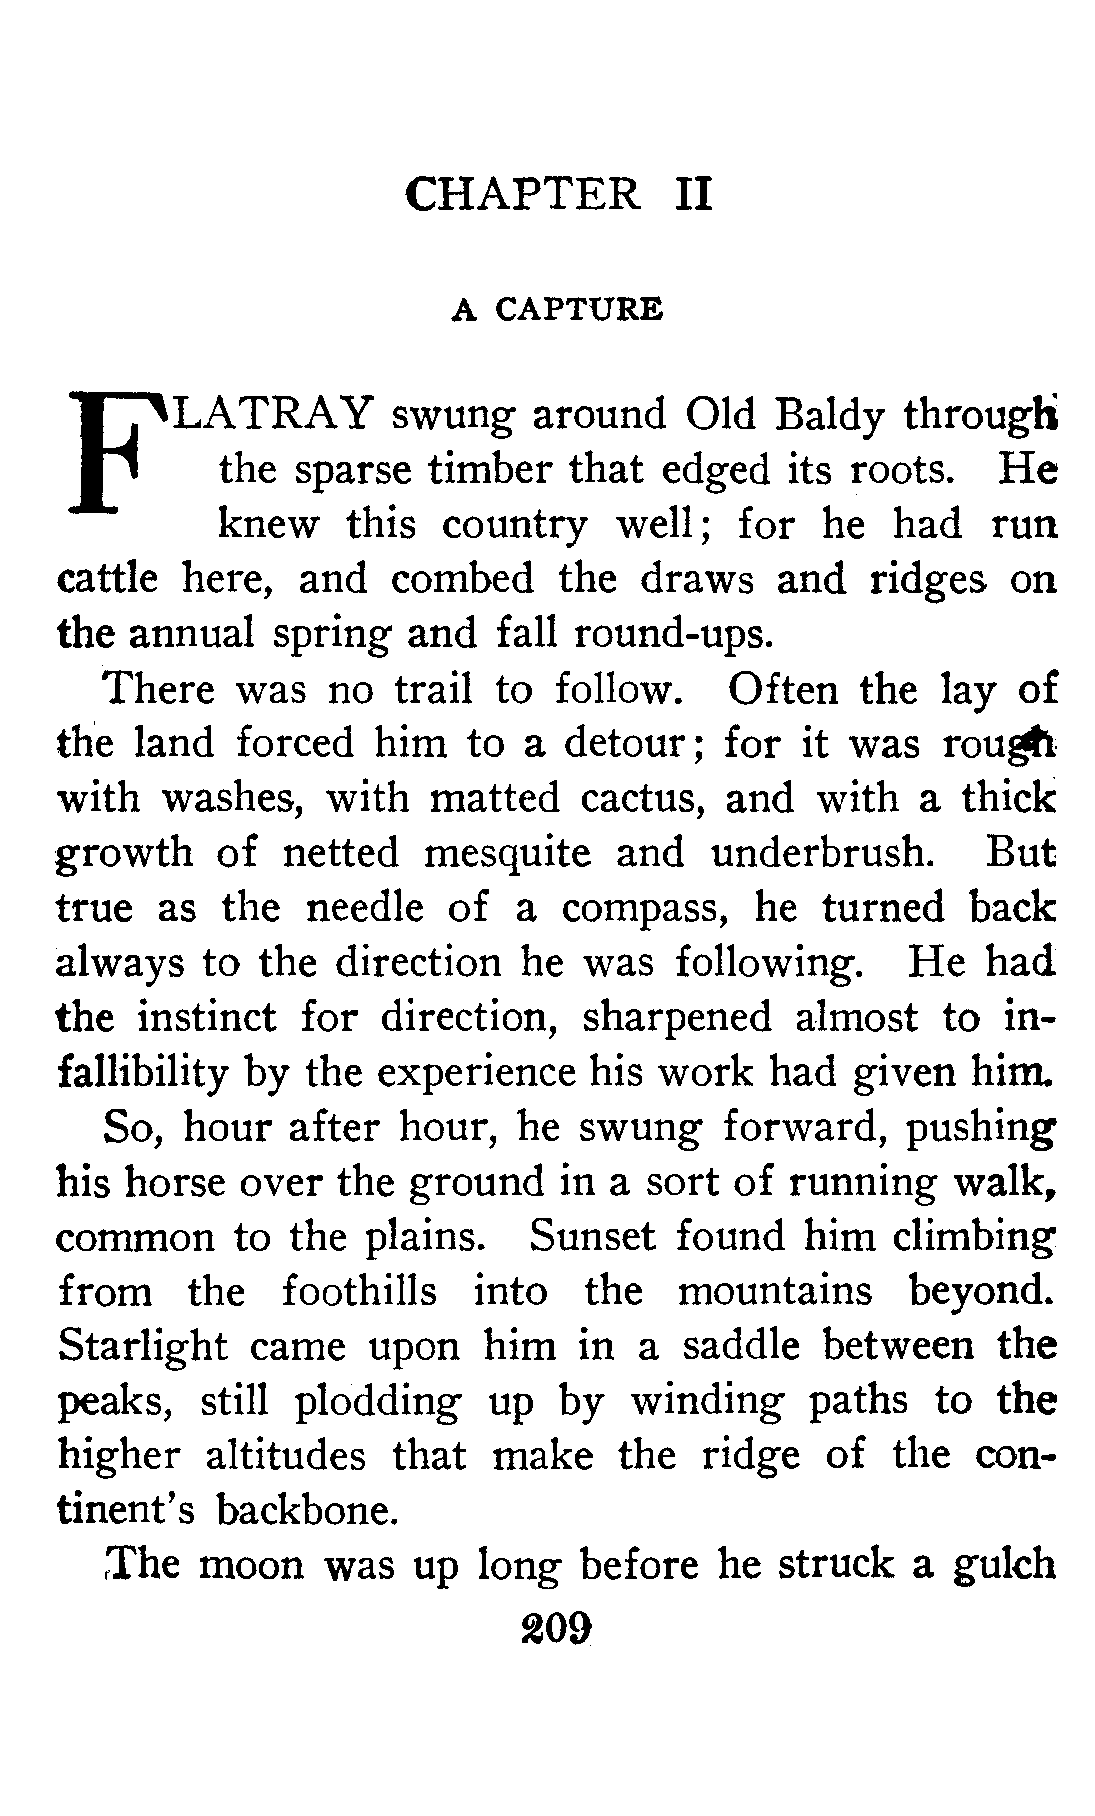 CHAPTER II
A CAPTURE
FLATRAY swung around Old Baldy through
the sparse timber that edged its roots. He
knew this country well; for he had run
cattle here, and combed the draws and ridges on
the annual spring and fall round-ups.
There was no trail to follow. Often the lay of
the land forced him to a detour; for it was rough
with washes, with matted cactus, and with a thick
growth of netted mesquite and underbrush. But
true as the needle of a compass, he turned back
always to the direction he was following. He had
the instinct for direction, sharpened almost to in-
fallibility by the experience his work had given him.
So, hour after hour, he swung forward, pushing
his horse over the ground in a sort of running walk,
common to the plains. Sunset found him climbing
from the foothills into the mountains beyond.
Starlight came upon him in a saddle between the
peaks, still plodding up by winding paths to the
higher altitudes that make the ridge of the con-
tinent's backbone.
The moon was up long before he struck a gulch
209